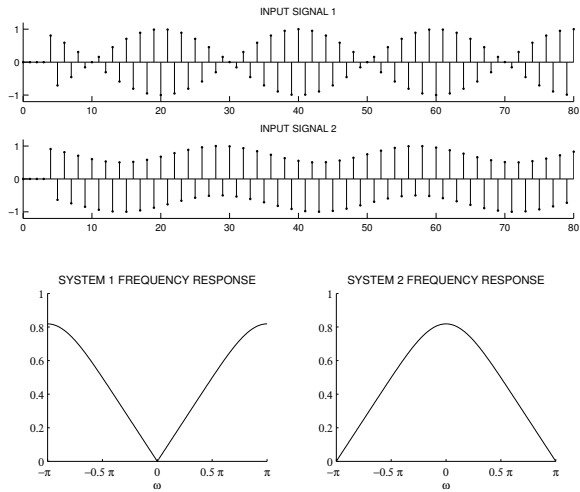 INPUT SIGNAL 1
1
0
−1
0 10 20 30 40 50 60 70 80
INPUT SIGNAL 2
1
0
−1
0 10 20 30 40 50 60 70 80
SYSTEM 1 FREQUENCY RESPONSE
1
0.8
0.6
0.4
0.2
0
−π −0.5 π 0 0.5 π π
ω
SYSTEM 2 FREQUENCY RESPONSE
1
0.8
0.6
0.4
0.2
0
−π −0.5 π 0 0.5 π π
ω